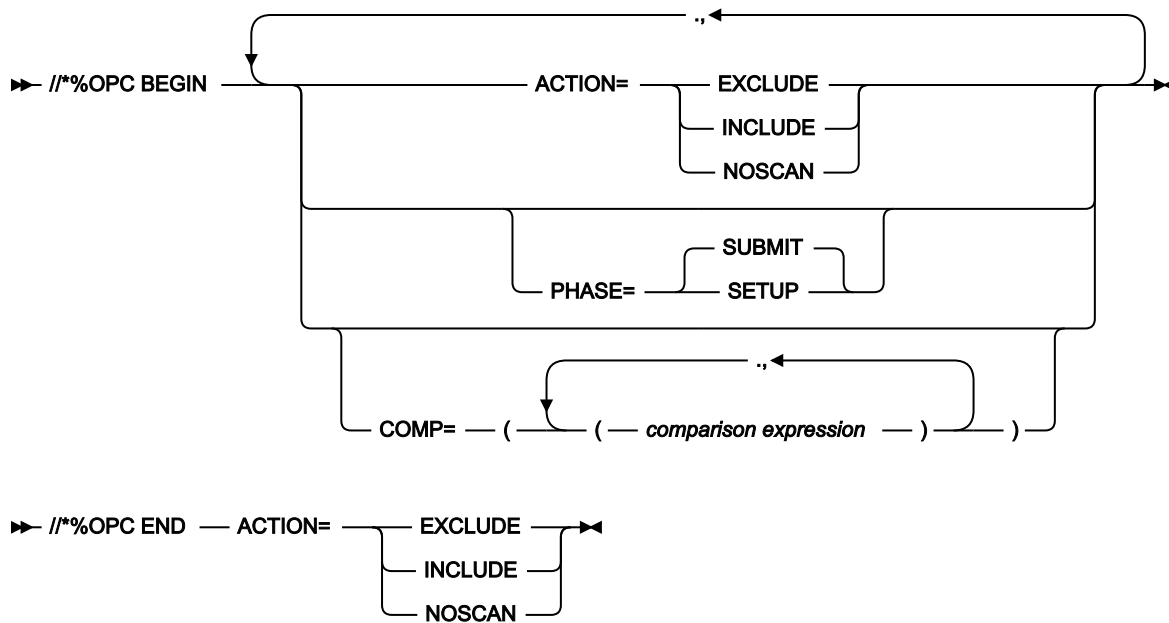 .,
//*%OPC BEGIN ACTION= EXCLUDE
INCLUDE
NOSCAN
SUBMIT
PHASE= SETUP
.,
COMP= ( ( comparison expression ) )
//*%OPC END ACTION= EXCLUDE
INCLUDE
NOSCAN